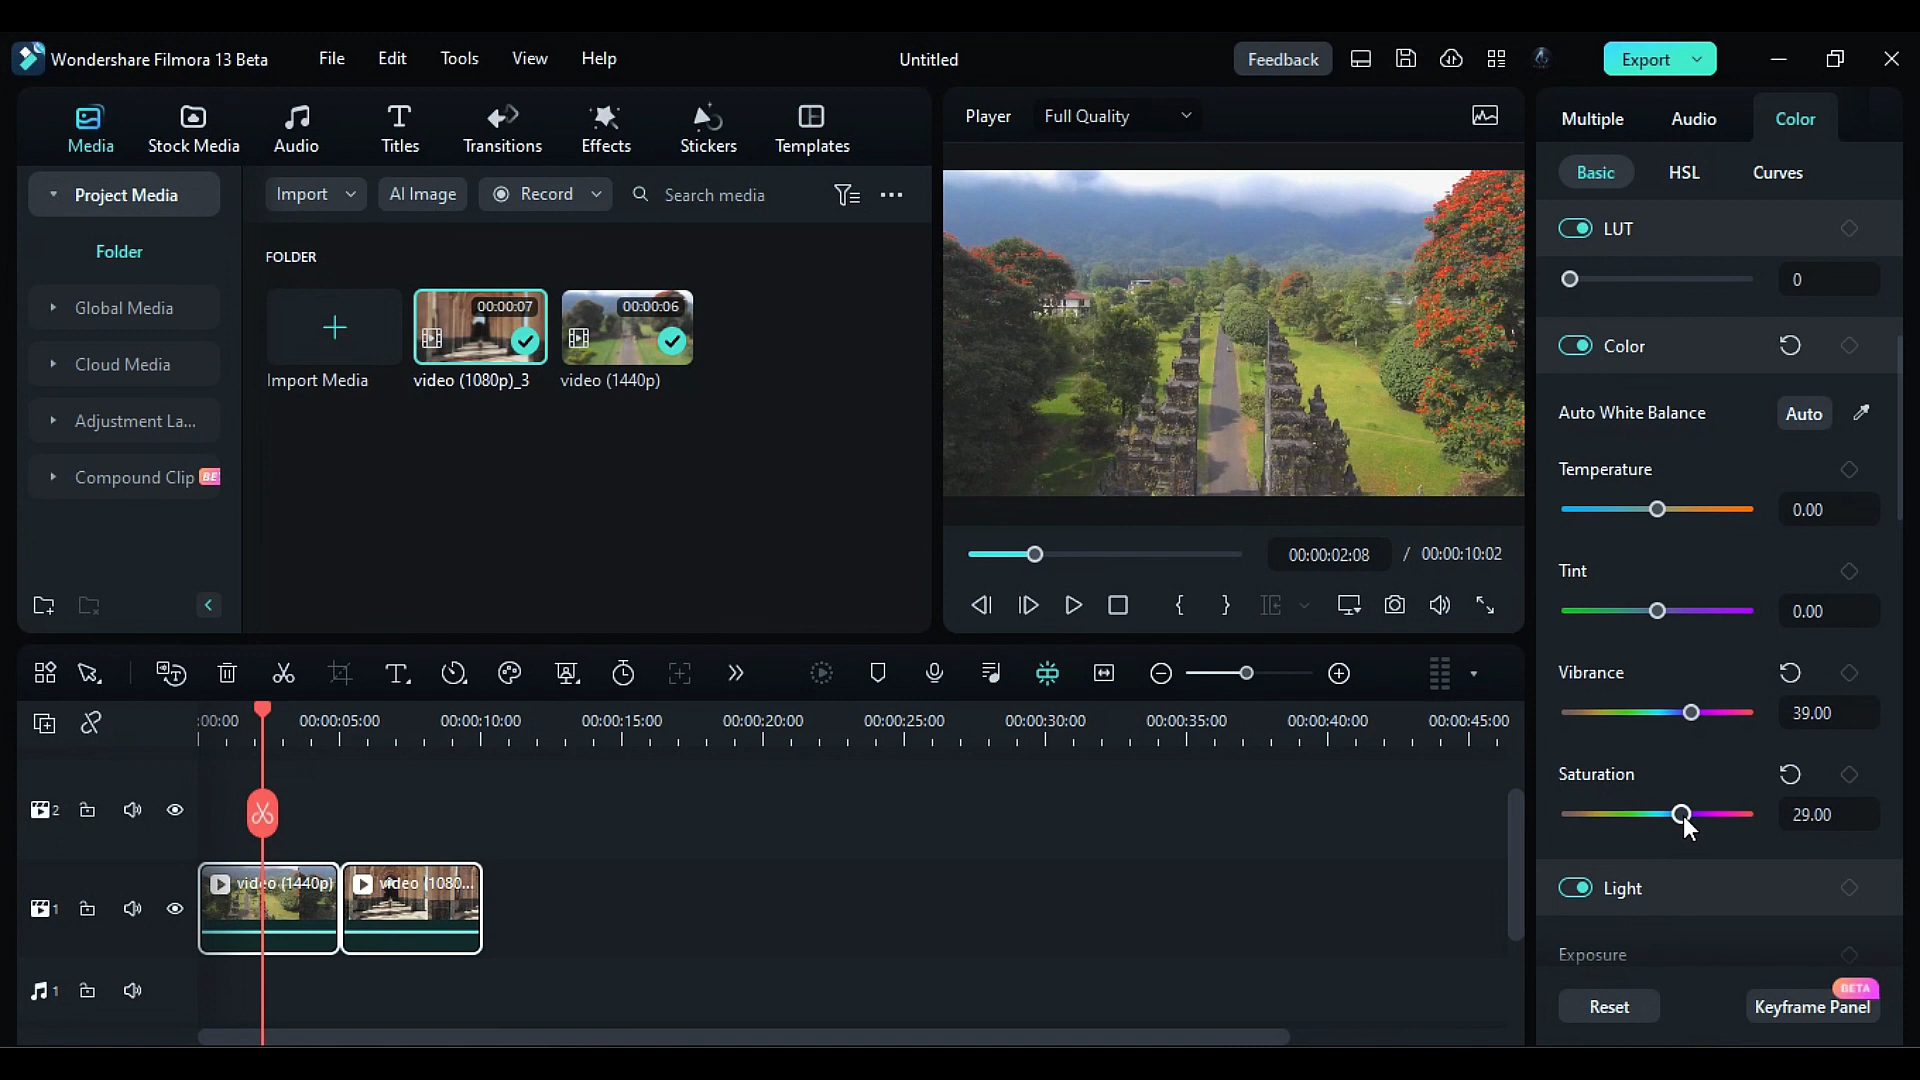 Wondershare Filmora 13 Beta File Edit Tools View Help Untitled Feedback Export
Media Stock Media Audio Titles Transitions Effects Stickers Templates
Project Media
Folder
Global Media
Cloud Media
Adjustment La...
Compound Clip BE
Import AI Image Record Search media
FOLDER
00:00:07 00:00:06
Import Media video (1080p)_3 video (1440p)
Player Full Quality
00:00:02:08 / 00:00:10:02
Multiple Audio Color
Basic HSL Curves
LUT
0
Color
Auto White Balance Auto
Temperature
0.00
Tint
0.00
Vibrance
39.00
Saturation
29.00
Light
Exposure
BETA
Reset Keyframe Panel
:00:00 00:00:05:00 00:00:10:00 00:00:15:00 00:00:20:00 00:00:25:00 00:00:30:00 00:00:35:00 00:00:40:00 00:00:45:00
2
1 video (1440p) video (1080...
1